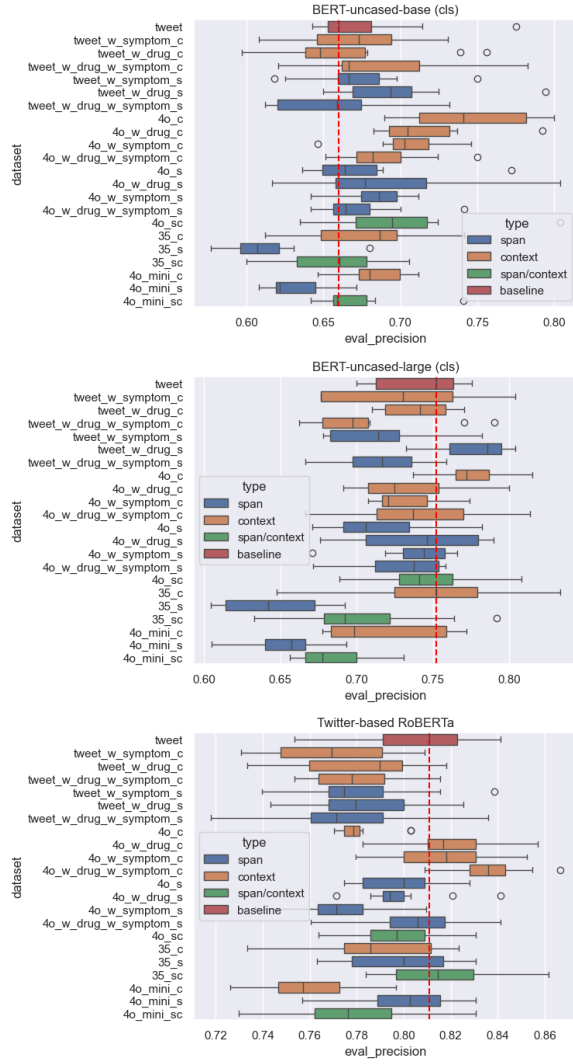 BERT-uncased-base (cls)
tweet
tweet_w_symptom_c
tweet_w_drug_c
tweet_w_drug_w_symptom_c
tweet_w_symptom_s
tweet_w_drug_s
tweet_w_drug_w_symptom_s
4o_c
4o_w_drug_c
4o_w_symptom_c
4o_w_drug_w_symptom_c
4o_s
4o_w_drug_s
4o_w_symptom_s
4o_w_drug_w_symptom_s
4o_sc
35_c
35_s
35_sc
4o_mini_c
4o_mini_s
4o_mini_sc
dataset
type
span
context
span/context
baseline
0.60 0.65 0.70 0.75 0.80
eval_precision
BERT-uncased-large (cls)
tweet
tweet_w_symptom_c
tweet_w_drug_c
tweet_w_drug_w_symptom_c
tweet_w_symptom_s
tweet_w_drug_s
tweet_w_drug_w_symptom_s
4o_c
4o_w_drug_c
4o_w_symptom_c
4o_w_drug_w_symptom_c
4o_s
4o_w_drug_s
4o_w_symptom_s
4o_w_drug_w_symptom_s
4o_sc
35_c
35_s
35_sc
4o_mini_c
4o_mini_s
4o_mini_sc
dataset
type
span
context
span/context
baseline
0.60 0.65 0.70 0.75 0.80
eval_precision
Twitter-based RoBERTa
tweet
tweet_w_symptom_c
tweet_w_drug_c
tweet_w_drug_w_symptom_c
tweet_w_symptom_s
tweet_w_drug_s
tweet_w_drug_w_symptom_s
4o_c
4o_w_drug_c
4o_w_symptom_c
4o_w_drug_w_symptom_c
4o_s
4o_w_drug_s
4o_w_symptom_s
4o_w_drug_w_symptom_s
4o_sc
35_c
35_s
35_sc
4o_mini_c
4o_mini_s
4o_mini_sc
dataset
type
span
context
span/context
baseline
0.72 0.74 0.76 0.78 0.80 0.82 0.84 0.86
eval_precision